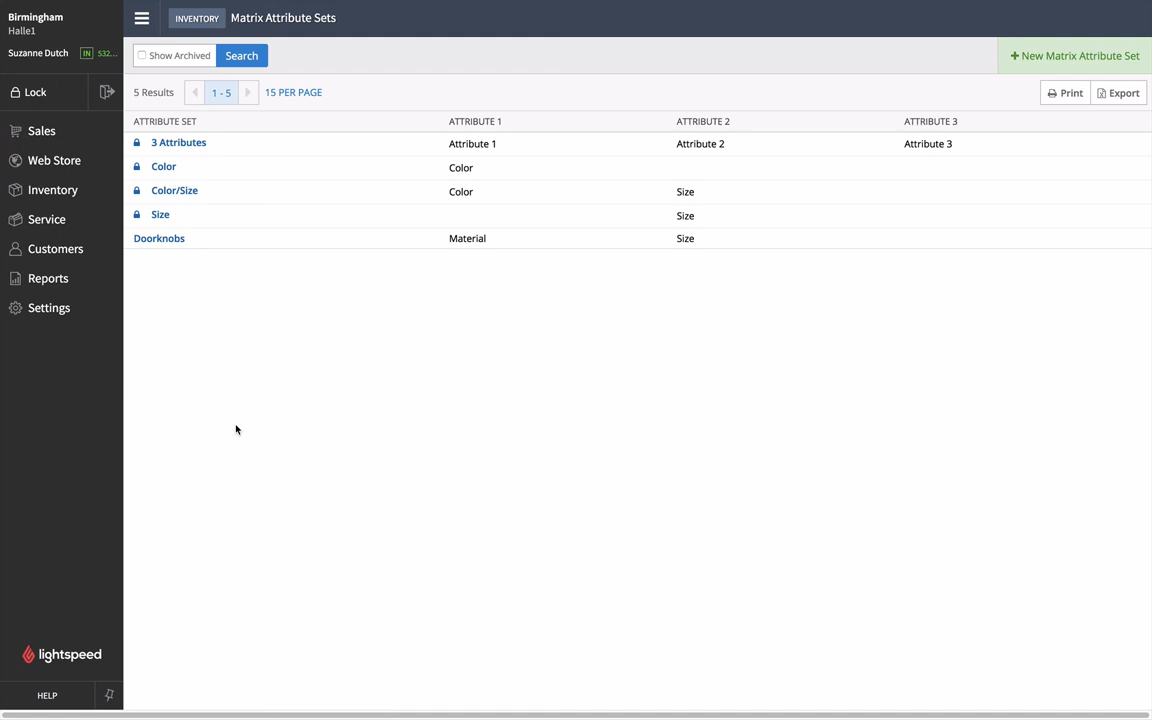 Birmingham
Halle1
Suzanne Dutch IN 532...
Lock
Sales
Web Store
Inventory
Service
Customers
Reports
Settings
lightspeed
HELP
INVENTORY Matrix Attribute Sets
Show Archived Search + New Matrix Attribute Set
5 Results 1 - 5 15 PER PAGE Print Export
ATTRIBUTE SET ATTRIBUTE 1 ATTRIBUTE 2 ATTRIBUTE 3
3 Attributes Attribute 1 Attribute 2 Attribute 3
Color Color
Color/Size Color Size
Size Size
Doorknobs Material Size